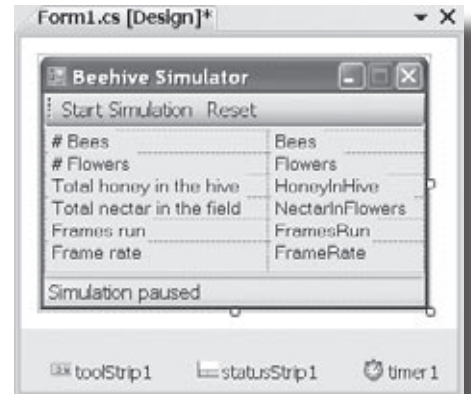 Form1.cs [Design]*
Beehive Simulator
Start Simulation Reset
# Bees Bees
# Flowers Flowers
Total honey in the hive HoneyInHive
Total nectar in the field NectarInFlowers
Frames run FramesRun
Frame rate FrameRate
Simulation paused
toolStrip1 statusStrip1 timer1